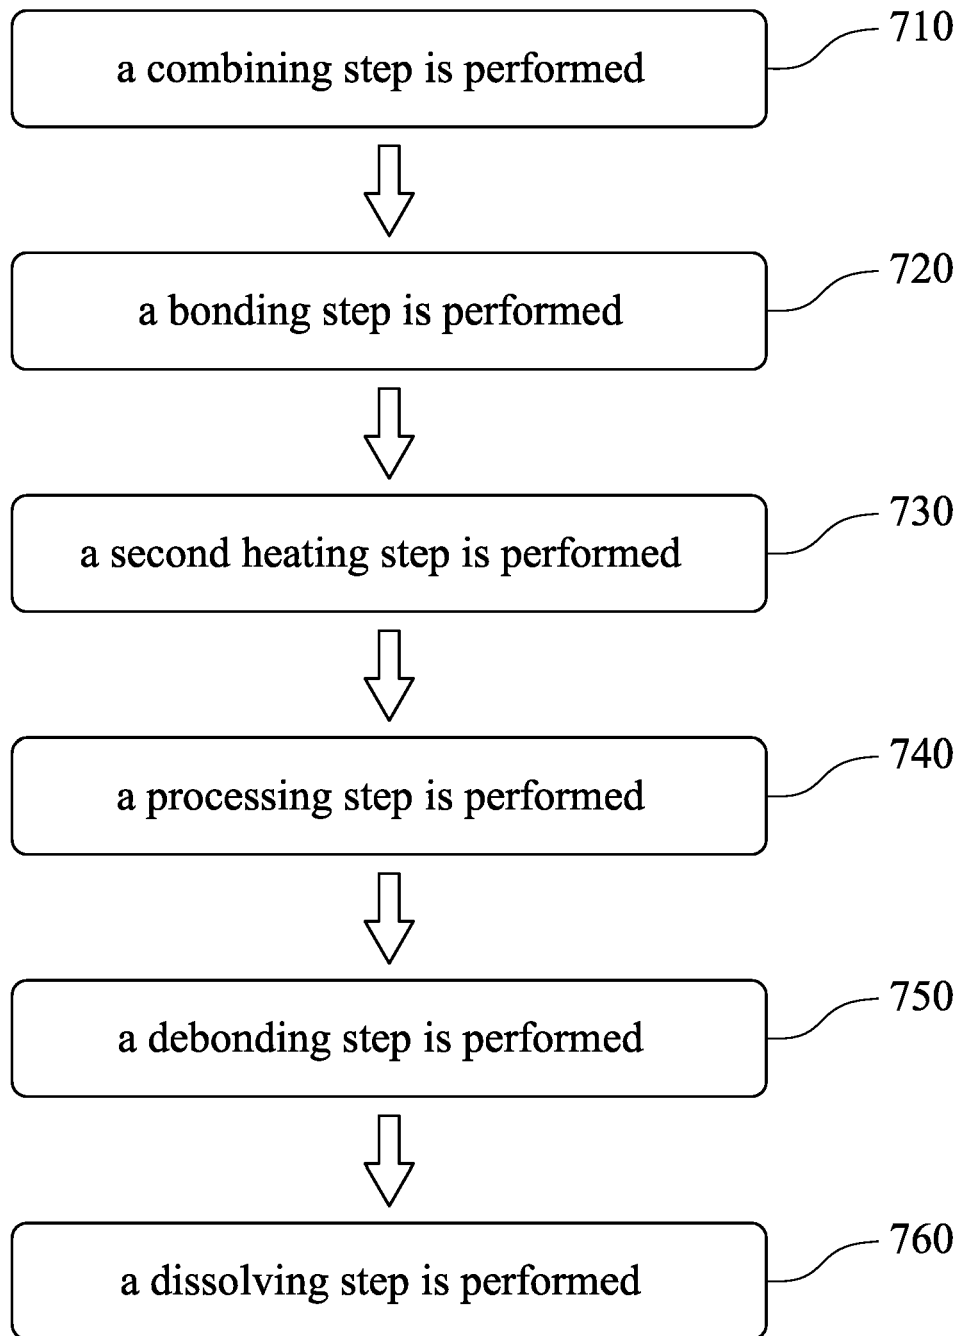 710
a combining step is performed
720
a bonding step is performed
730
a second heating step is performed
740
a processing step is performed
750
a debonding step is performed
760
a dissolving step is performed